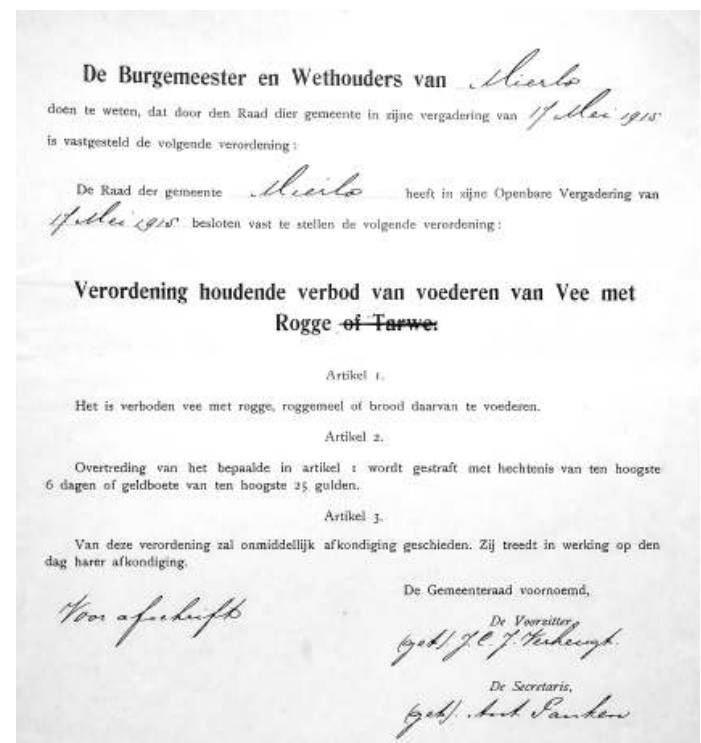 De Burgemeester en Wethouders van Mierlo
doen te weten, dat door den Raad dier gemeente in zijne vergadering van 17 Mei 1915
is vastgesteld de volgende verordening:
De Raad der gemeente Mierlo heeft in zijne Openbare Vergadering van
17 Mei 1915 besloten vast te stellen de volgende verordening:
Verordening houdende verbod van voederen van Vee met
Rogge of Tarwe.
Artikel 1.
Het is verboden vee met rogge, roggemeel of brood daarvan te voederen.
Artikel 2.
Overtreding van het bepaalde in artikel 1 wordt gestraft met hechtenis van ten hoogste
6 dagen of geldboete van ten hoogste 25 gulden.
Artikel 3.
Van deze verordening zal onmiddelijk afkondiging geschieden. Zij treedt in werking op den
dag harer afkondiging.
De Gemeenteraad voornoemd,
Voor afschrift
De Voorzitter,
(get). J. C. J. Verheugt.
De Secretaris,
(get). Ant. Panken